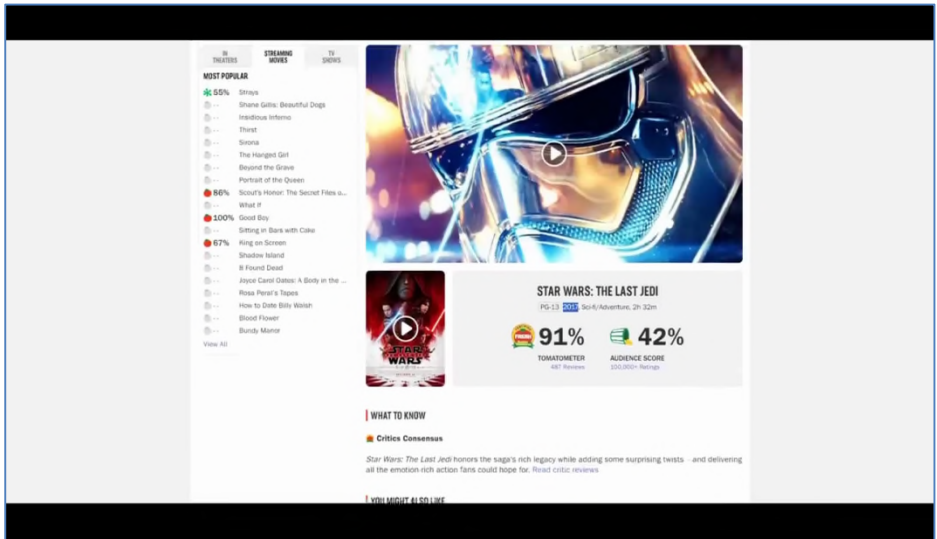 IN THEATERS
STREAMING MOVIES
TV SHOWS
MOST POPULAR
55% Strays
-- Shane Gillis: Beautiful Dogs
-- Insidious Inferno
-- Thirst
-- Sirona
-- The Hanged Girl
-- Beyond the Grave
-- Portrait of the Queen
86% Scout's Honor: The Secret Files o...
-- What If
100% Good Boy
-- Sitting in Bars with Cake
67% King on Screen
-- Shadow Island
-- B Found Dead
-- Joyce Carol Oates: A Body in the ...
-- Rosa Peral's Tapes
-- How to Date Billy Walsh
-- Blood Flower
-- Bundy Manor
View All
STAR WARS
STAR WARS: THE LAST JEDI
PG-13 2017, Sci-fi/Adventure, 2h 32m
91%
TOMATOMETER
487 Reviews
42%
AUDIENCE SCORE
100,000+ Ratings
WHAT TO KNOW
Critics Consensus
Star Wars: The Last Jedi honors the saga's rich legacy while adding some surprising twists -- and delivering
all the emotion-rich action fans could hope for. Read critic reviews
YOU MIGHT ALSO LIKE